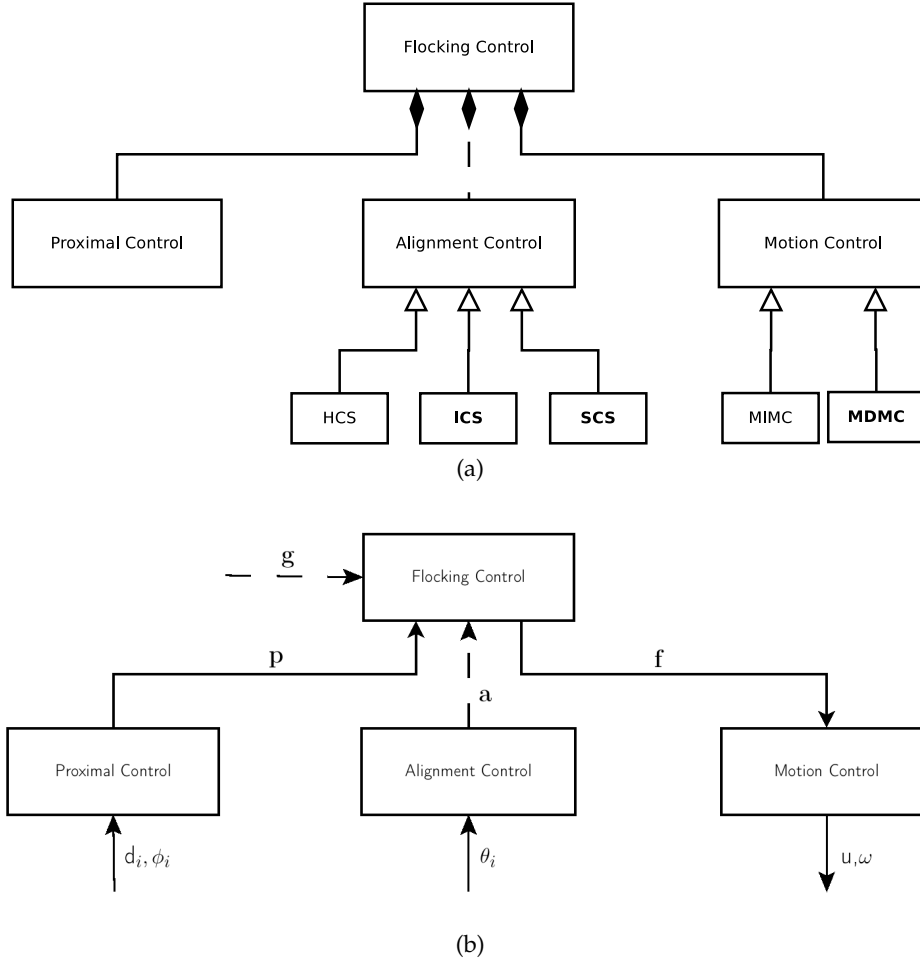 Flocking Control
Proximal Control
Alignment Control
Motion Control
HCS
ICS
SCS
MIMC
MDMC
(a)
g
Flocking Control
p
f
a
Proximal Control
Alignment Control
Motion Control
d_i, ϕ_i
θ_i
u,ω
(b)